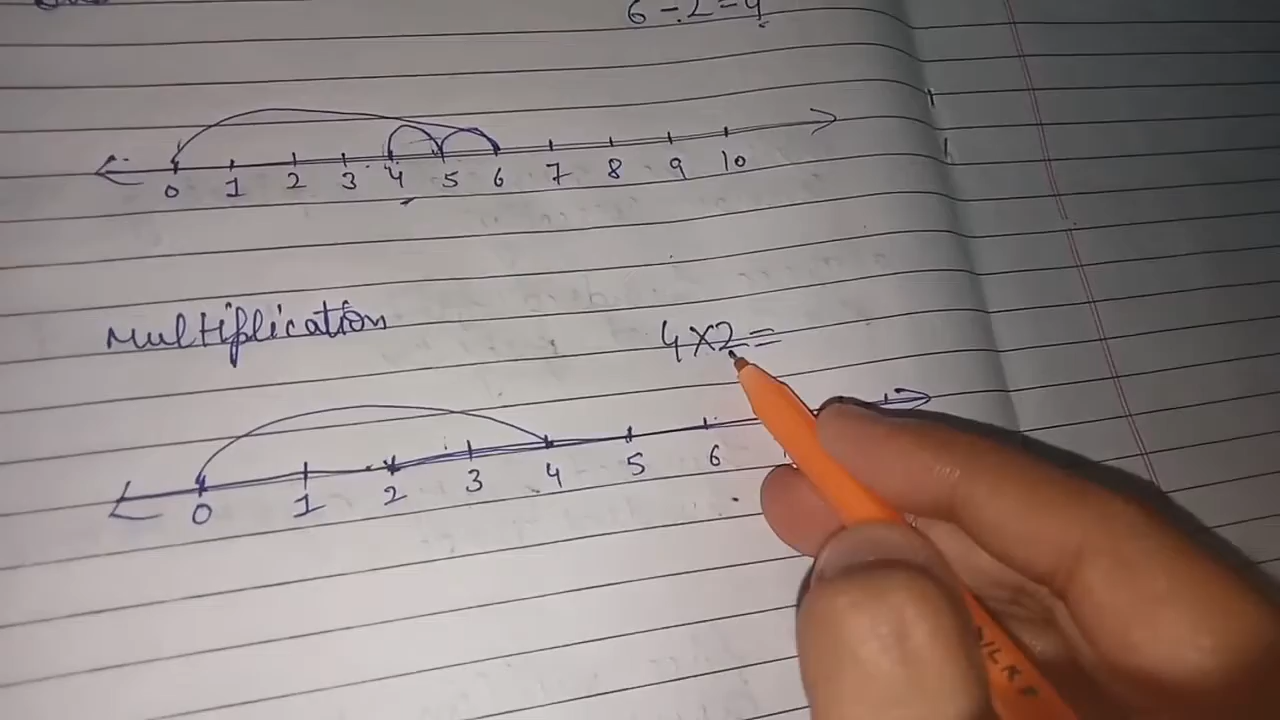 6 - 2 = 4
0 1 2 3 4 5 6 7 8 9 10
Multiplication
4×2=
0 1 2 3 4 5 6